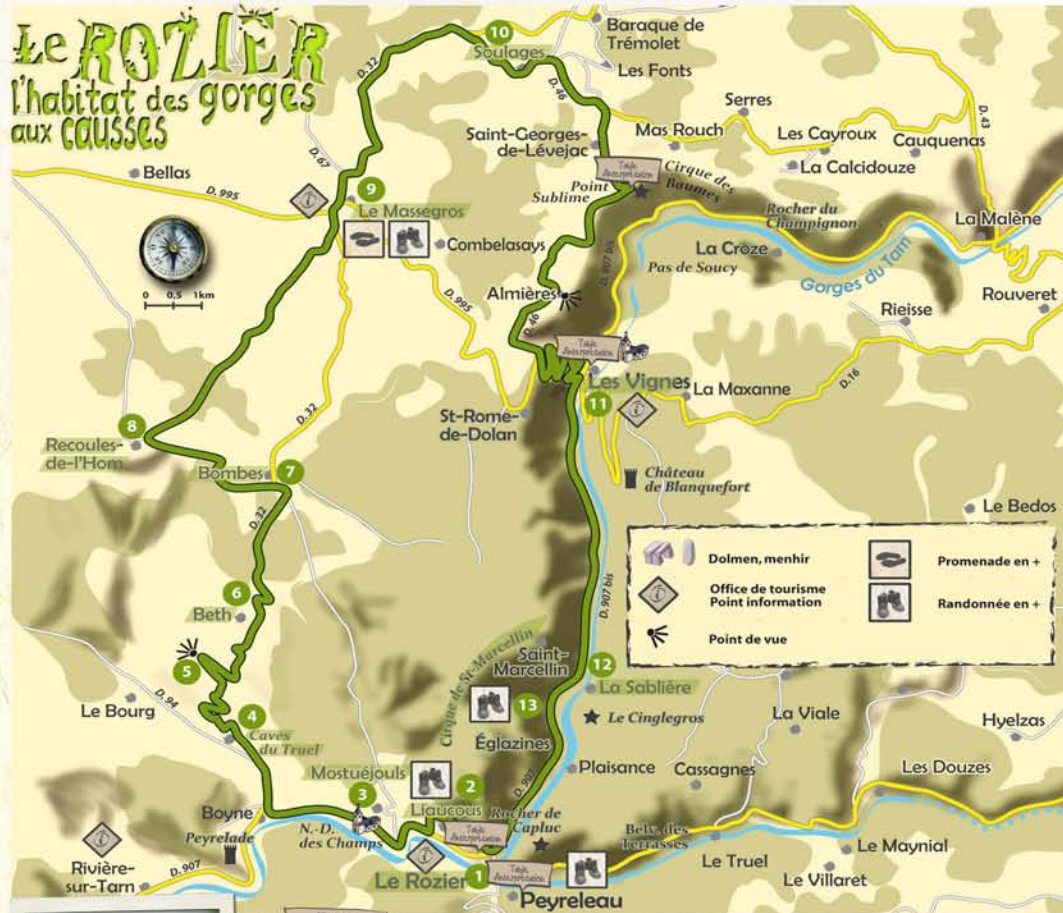 Le ROZIER
l'habitat des gorges
aux causses
10
Soulages
Baraque de
Trémolet
Les Fonts
D.32
D.46
D.67
Serres
Mas Rouch
Les Cayroux
Cauquenas
D.43
La Calcidouze
Saint-Georges-
de-Lévejac
Table
Point
Sublime
Cirque des
Baumes
Bellas
D.995
9
Le Massegros
Combelasays
Rocher du
Champignon
La Malène
La Croze
Pas de Soucy
Gorges du Tarn
D.907 bis
0 0,5 1km
D.995
Almières
D.46
Rouveret
Rieisse
Table
Les Vignes
11
La Maxanne
D.16
St-Rome-
de-Dolan
8
Recoules-
de-l'Hom
D.32
Bombes
7
D.32
Château
de Blanquefort
Le Bedos
Dolmen, menhir
Office de tourisme
Point information
Point de vue
Promenade en +
Randonnée en +
D.907 bis
6
Beth
5
Cirque de St-Marcellin
Saint-
Marcellin
12
La Sablière
Le Bourg
D.94
4
Caves
du Truel
13
Églazines
Le Cinglegros
La Viale
Hyelzas
Plaisance
Cassagnes
Les Douzes
D.907
Mostuéjouls
3
2
Liaucous
Boyne
Peyrelade
N.-D.
des Champs
Table
Rocher de
Capluc
Belv. des
Terrasses
Rivière-
sur-Tarn
D.907
Le Rozier
1
Table
Peyreleau
Le Truel
Le Maynial
Le Villaret